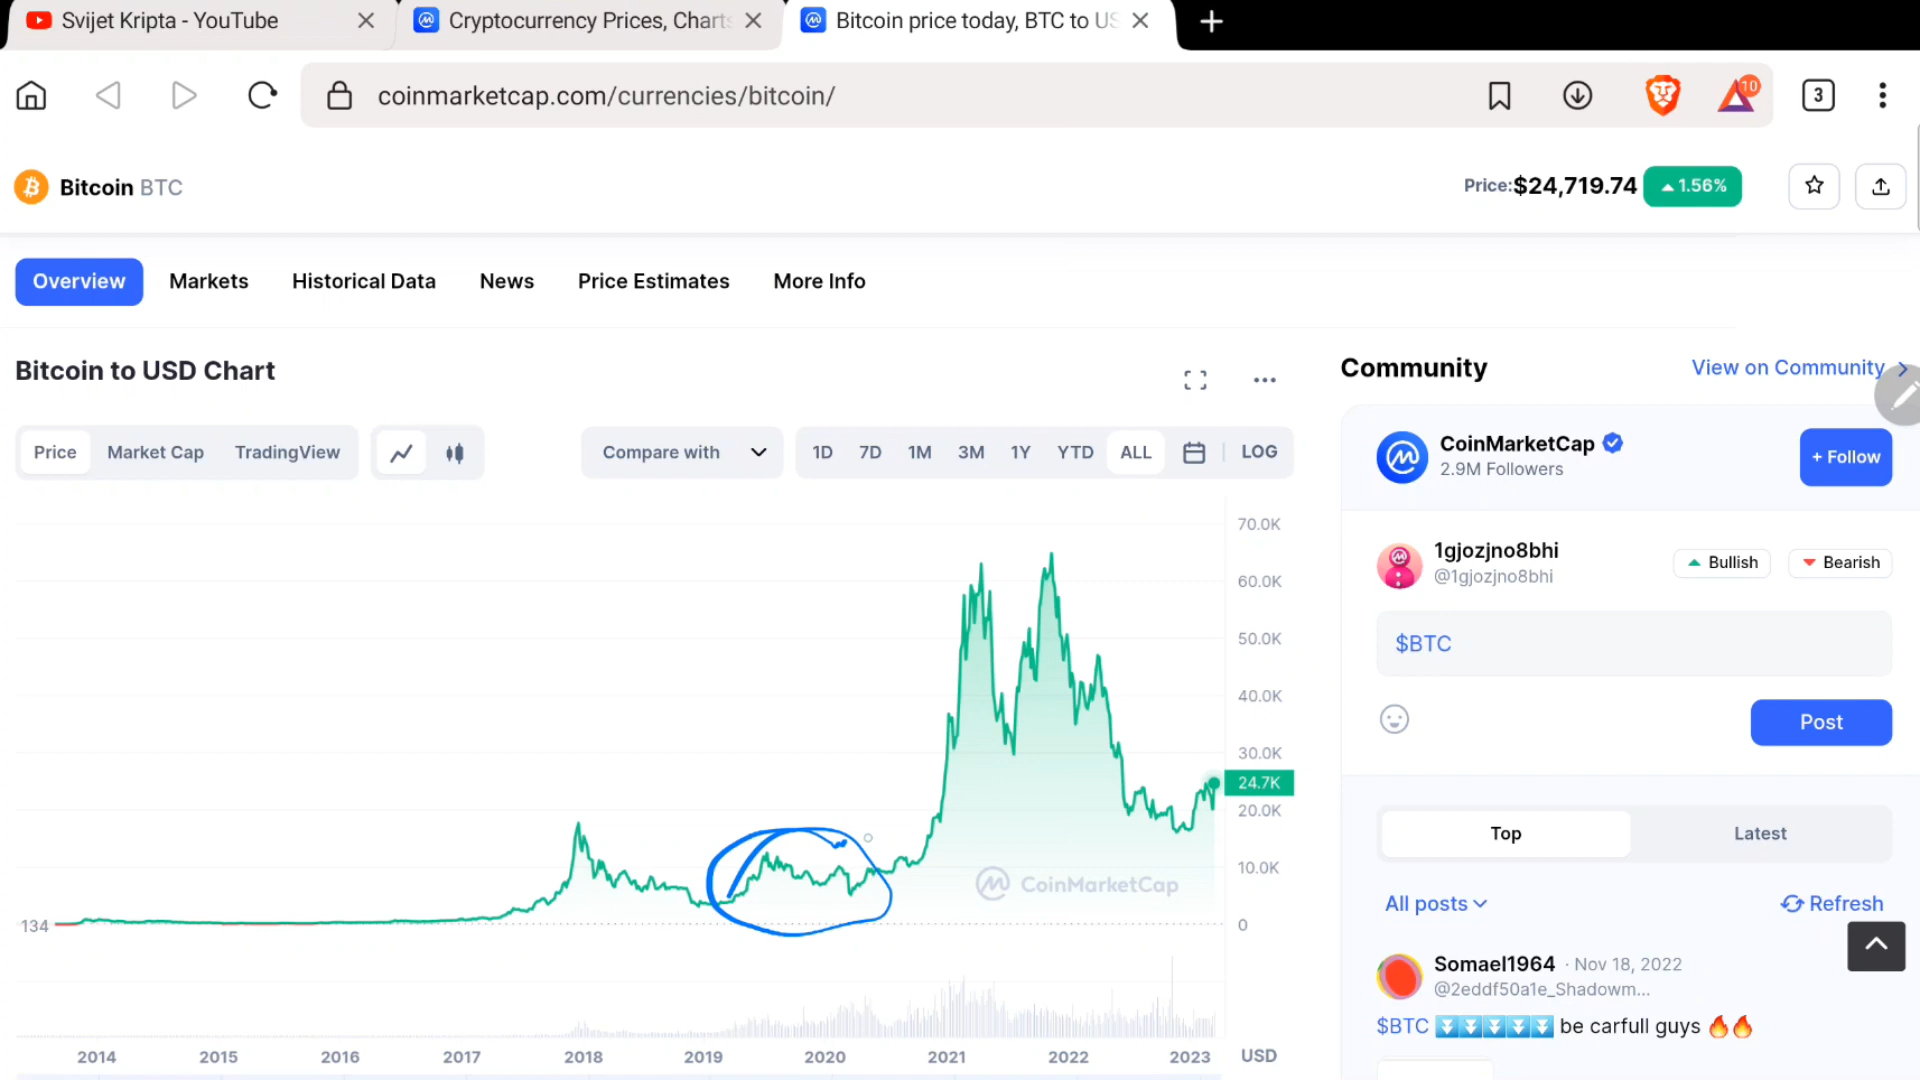 Svijet Kripta - YouTube
Cryptocurrency Prices, Charts
Bitcoin price today, BTC to US
coinmarketcap.com/currencies/bitcoin/
10
3
Bitcoin BTC
Price:$24,719.74 1.56%
Overview
Markets
Historical Data
News
Price Estimates
More Info
Bitcoin to USD Chart
Price
Market Cap
TradingView
Compare with
1D
7D
1M
3M
1Y
YTD
ALL
LOG
70.0K
60.0K
50.0K
40.0K
30.0K
24.7K
20.0K
10.0K
0
134
CoinMarketCap
2014
2015
2016
2017
2018
2019
2020
2021
2022
2023
USD
Community
View on Community
CoinMarketCap
2.9M Followers
+ Follow
1gjozjno8bhi
@1gjozjno8bhi
Bullish
Bearish
$BTC
Post
Top
Latest
All posts
Refresh
Somael1964 · Nov 18, 2022
@2eddf50a1e_Shadowm...
$BTC ⏬⏬⏬⏬⏬ be carfull guys 🔥🔥